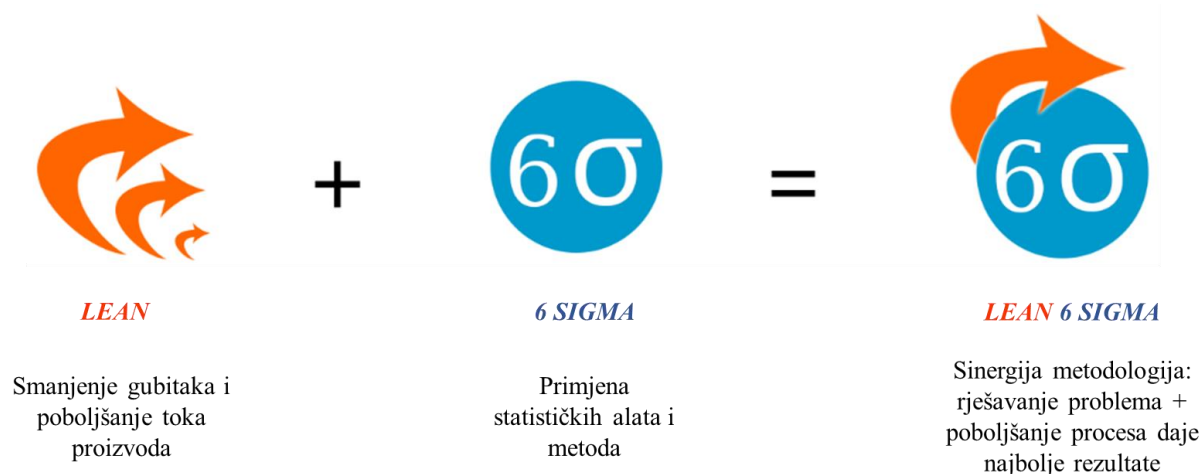 +
6σ
=
6σ
LEAN
6 SIGMA
LEAN 6 SIGMA
Smanjenje gubitaka i
poboljšanje toka
proizvoda
Primjena
statističkih alata i
metoda
Sinergija metodologija:
rješavanje problema +
poboljšanje procesa daje
najbolje rezultate